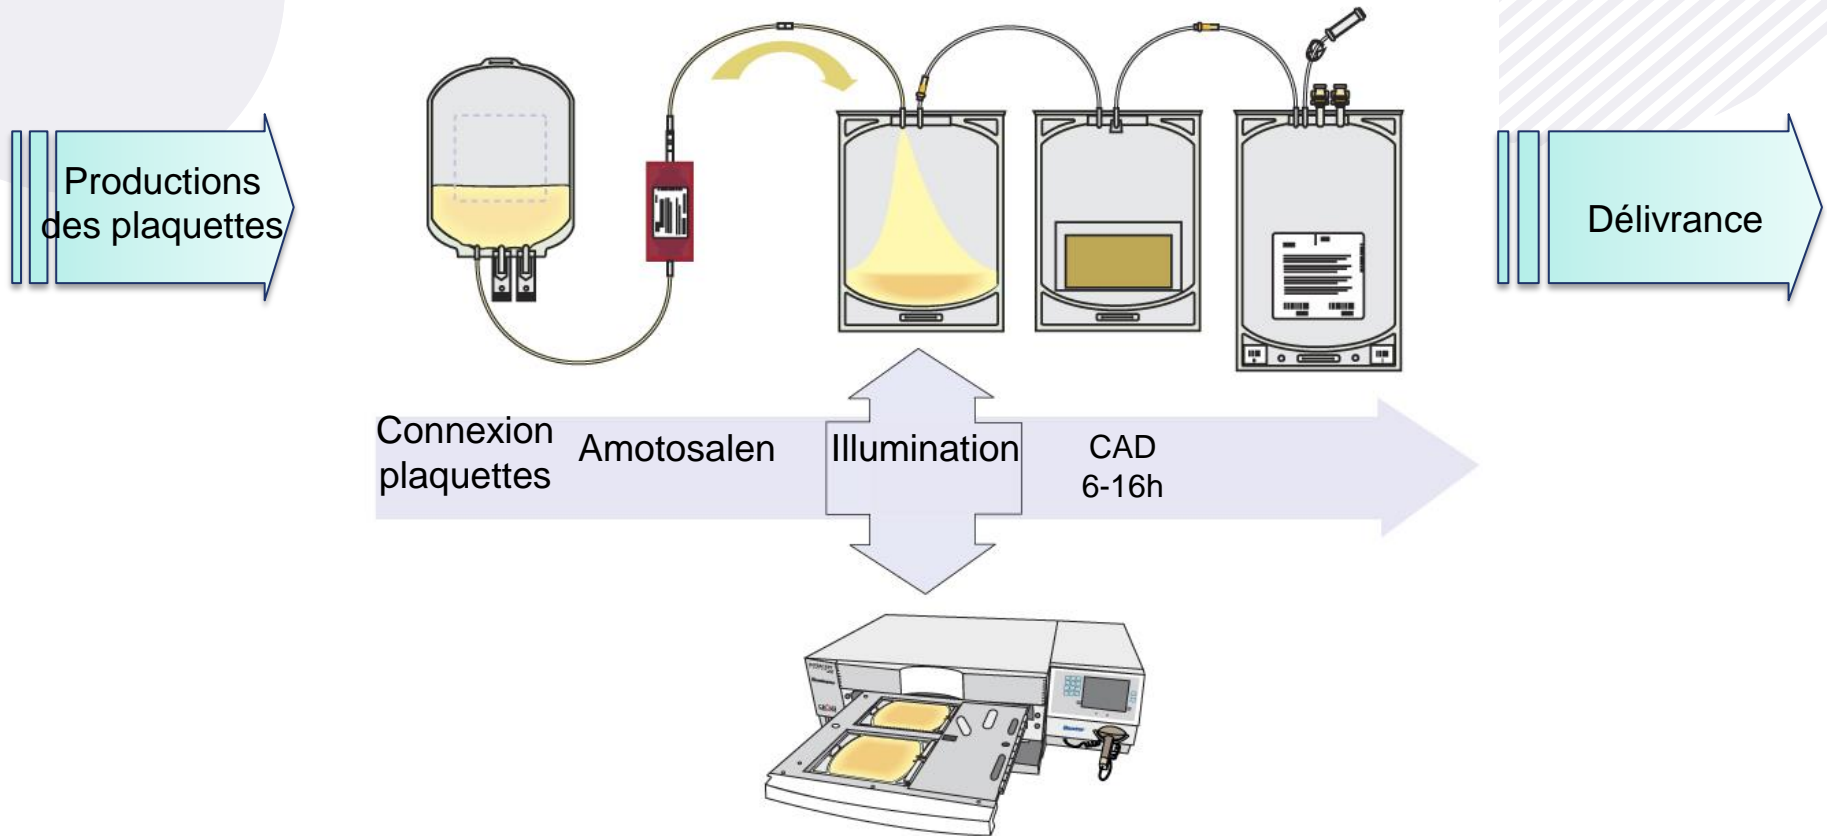 Productions
des plaquettes
Connexion
plaquettes
Amotosalen
Illumination
CAD
6-16h
Délivrance